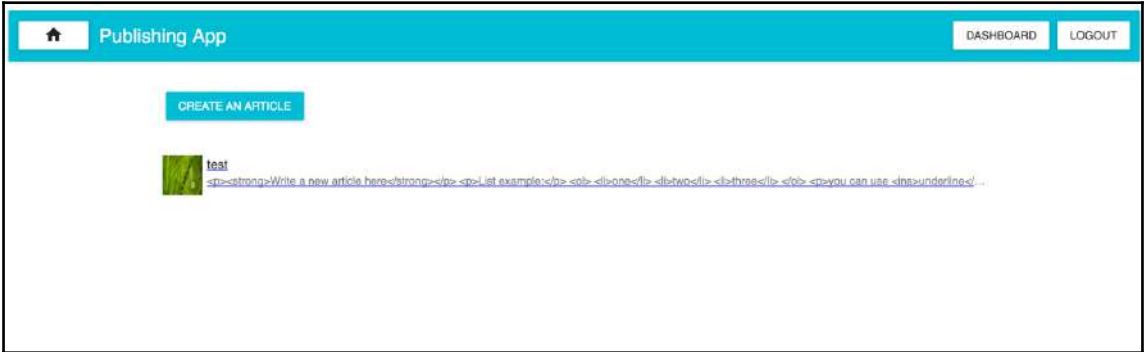 Publishing App
DASHBOARD
LOGOUT
CREATE AN ARTICLE
test
<p><strong>Write a new article here</strong></p> <p>List example:</p> <ol> <li>one</li> <li>two</li> <li>three</li> </ol> <p>you can use <ins>underline</...